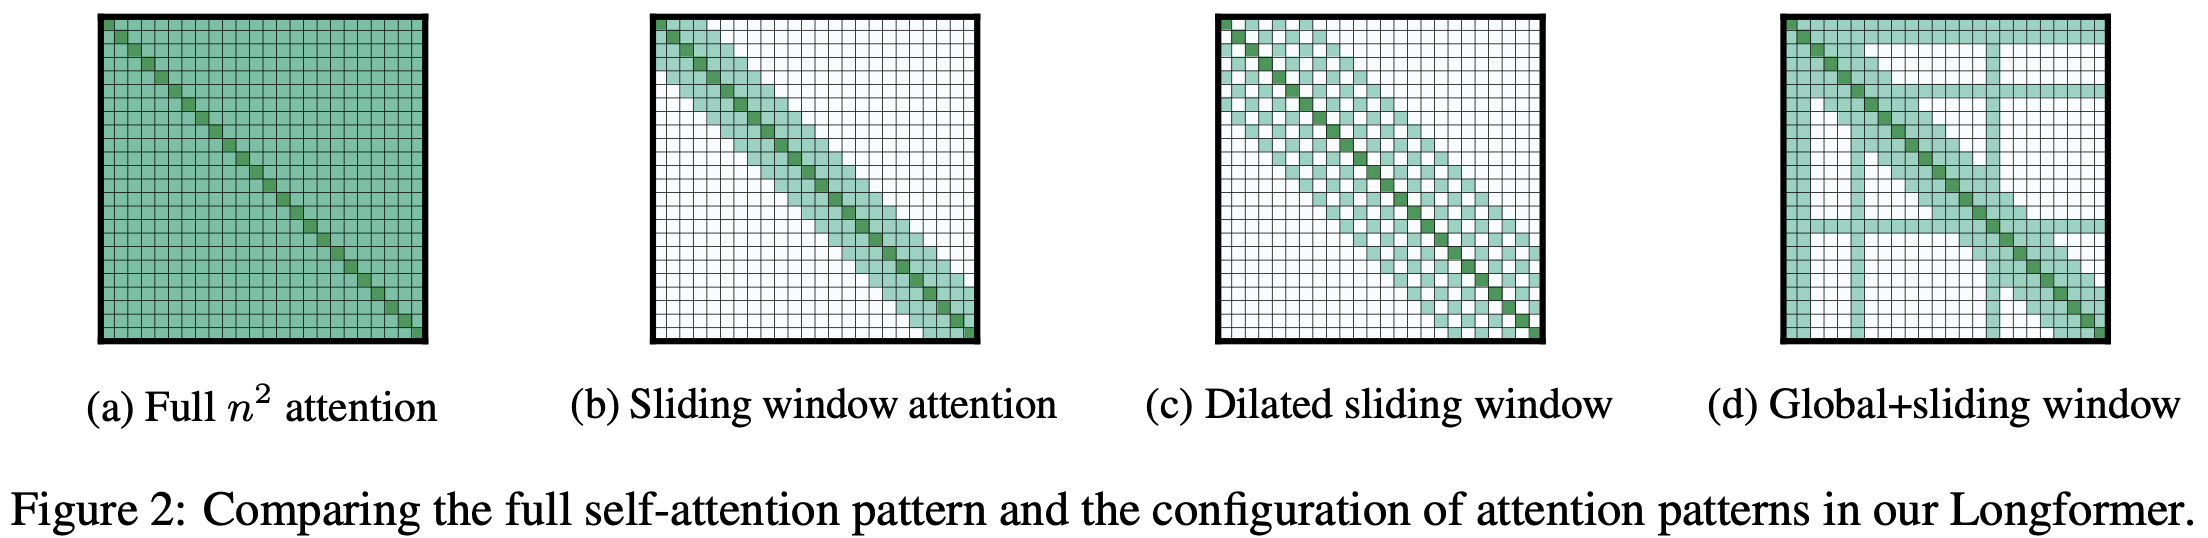 (a) Full n² attention
(b) Sliding window attention
(c) Dilated sliding window
(d) Global+sliding window
Figure 2: Comparing the full self-attention pattern and the configuration of attention patterns in our Longformer.